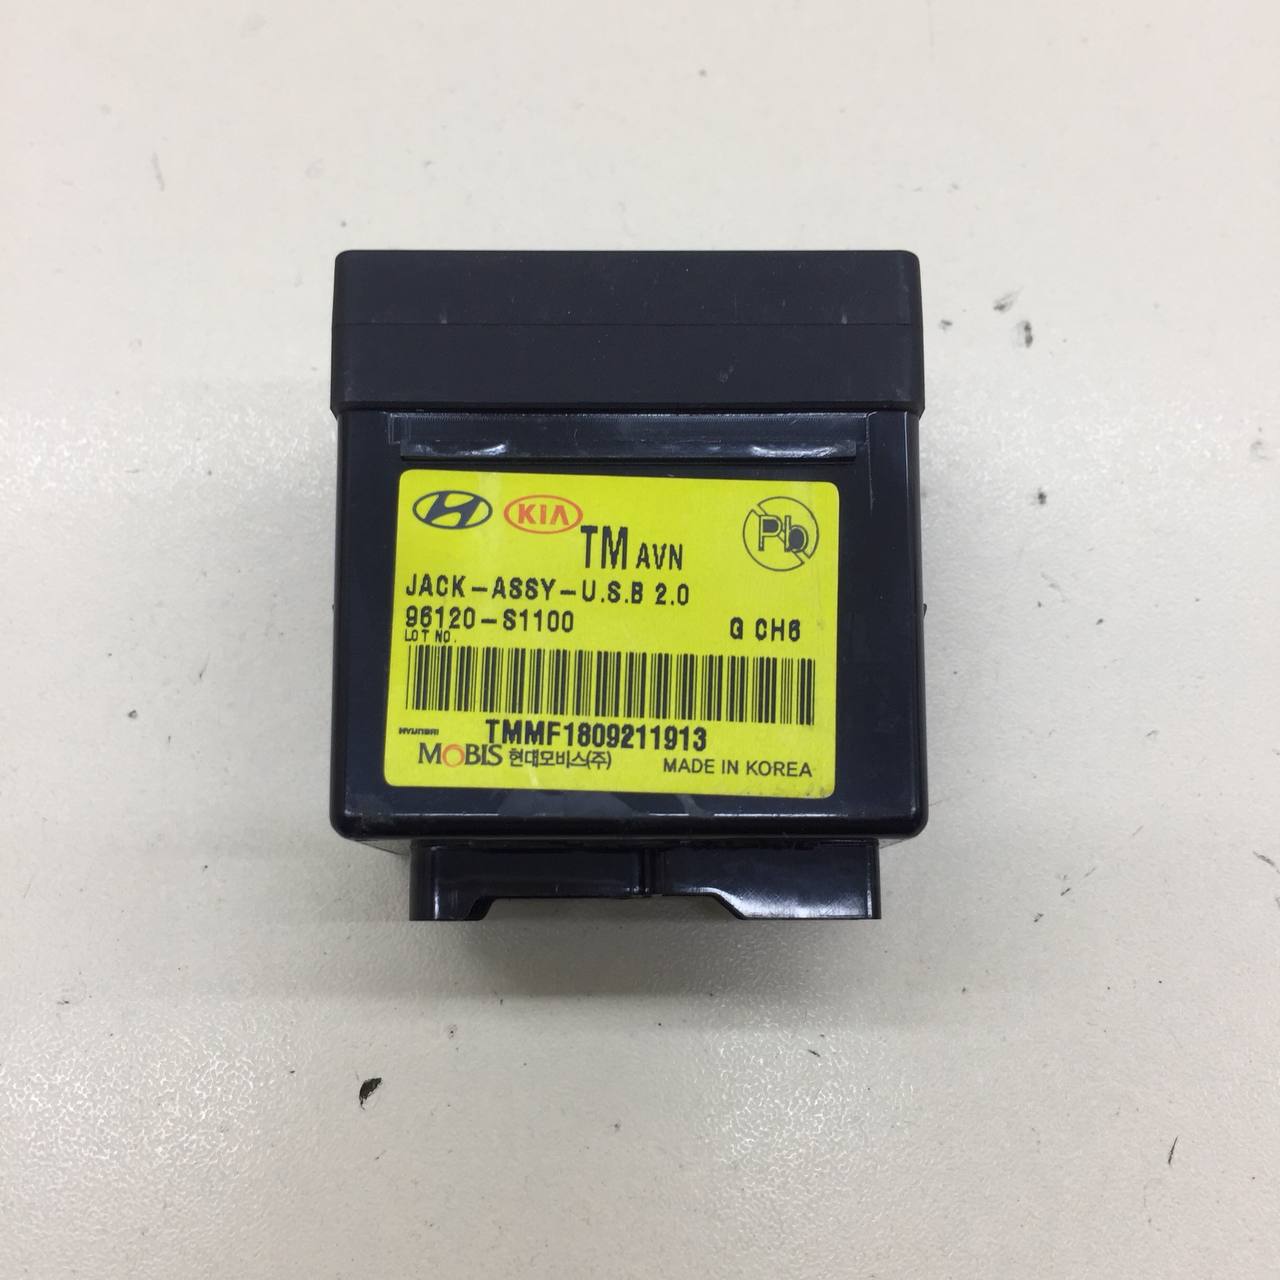 KIA
TM AVN
Pb
JACK-ASSY-U.S.B 2.0
96120-S1100 G CH6
LOT NO.
TMMF1809211913
HYUNDAI
MOBIS 현대모비스(주) MADE IN KOREA